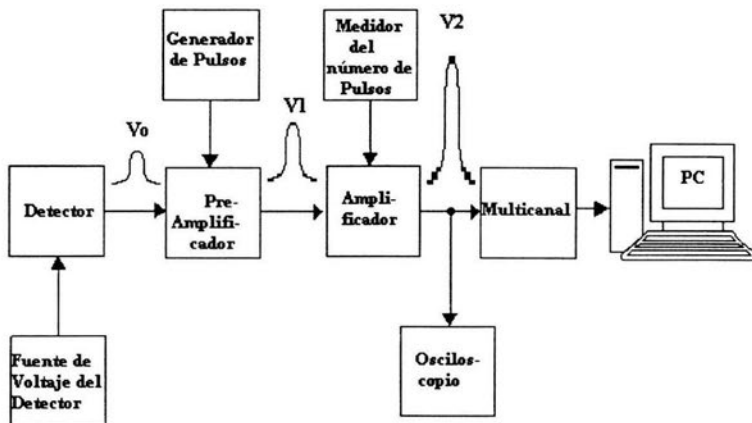 Generador
de Pulsos
Medidor
del
número de
Pulsos
V2
Vo
V1
Detector
Pre-
Amplifi-
cador
Ampli-
ficador
Multicanal
PC
Fuente de
Voltaje del
Detector
Oscilos-
copio